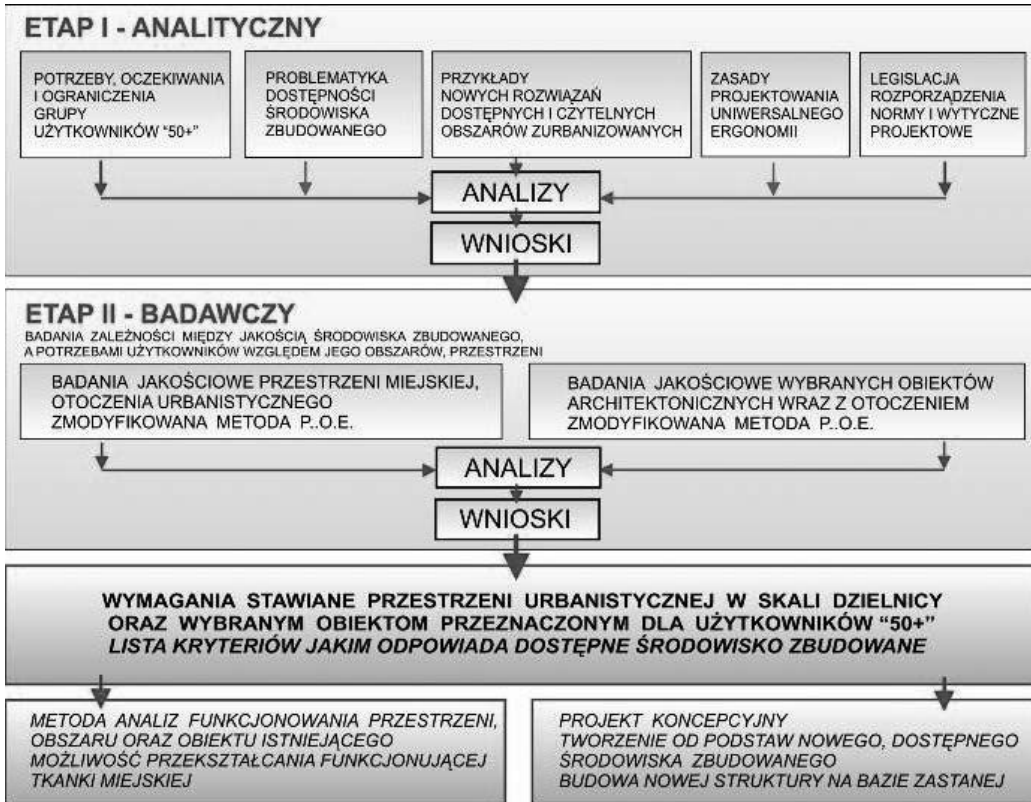 ETAP I - ANALITYCZNY
POTRZEBY, OCZEKIWANIA
I OGRANICZENIA
GRUPY
UŻYTKOWNIKÓW “50+”
PROBLEMATYKA
DOSTĘPNOŚCI
ŚRODOWISKA
ZBUDOWANEGO
PRZYKŁADY
NOWYCH ROZWIĄZAŃ
DOSTĘPNYCH I CZYTELNYCH
OBSZARÓW ZURBANIZOWANYCH
ZASADY
PROJEKTOWANIA
UNIWERSALNEGO
ERGONOMII
LEGISLACJA
ROZPORZĄDZENIA
NORMY I WYTYCZNE
PROJEKTOWE
ANALIZY
WNIOSKI
ETAP II - BADAWCZY
BADANIA ZALEŻNOŚCI MIĘDZY JAKOŚCIĄ ŚRODOWISKA ZBUDOWANEGO,
A POTRZEBAMI UŻYTKOWNIKÓW WZGLĘDEM JEGO OBSZARÓW, PRZESTRZENI
BADANIA JAKOŚCIOWE PRZESTRZENI MIEJSKIEJ,
OTOCZENIA URBANISTYCZNEGO
ZMODYFIKOWANA METODA P..O.E.
BADANIA JAKOŚCIOWE WYBRANYCH OBIEKTÓW
ARCHITEKTONICZNYCH WRAZ Z OTOCZENIEM
ZMODYFIKOWANA METODA P..O.E.
ANALIZY
WNIOSKI
WYMAGANIA STAWIANE PRZESTRZENI URBANISTYCZNEJ W SKALI DZIELNICY
ORAZ WYBRANYM OBIEKTOM PRZEZNACZONYM DLA UŻYTKOWNIKÓW “50+”
LISTA KRYTERIÓW JAKIM ODPOWIADA DOSTĘPNE ŚRODOWISKO ZBUDOWANE
METODA ANALIZ FUNKCJONOWANIA PRZESTRZENI,
OBSZARU ORAZ OBIEKTU ISTNIEJĄCEGO
MOŻLIWOŚĆ PRZEKSZTAŁCANIA FUNKCJONUJĄCEJ
TKANKI MIEJSKIEJ
PROJEKT KONCEPCYJNY
TWORZENIE OD PODSTAW NOWEGO, DOSTĘPNEGO
ŚRODOWISKA ZBUDOWANEGO
BUDOWA NOWEJ STRUKTURY NA BAZIE ZASTANEJ